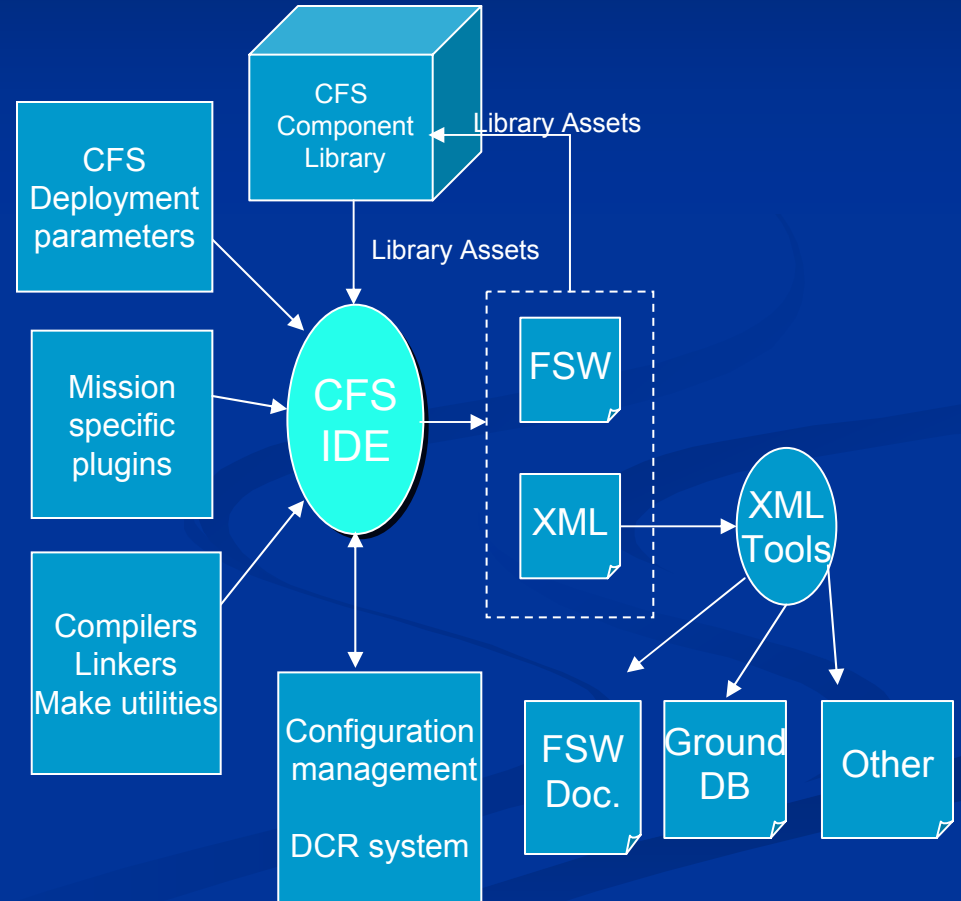 CFS
Component
Library
Library Assets
CFS
Deployment
parameters
Library Assets
Mission
specific
plugins
CFS
IDE
FSW
XML
XML
Tools
Compilers
Linkers
Make utilities
Configuration
management
DCR system
FSW
Doc.
Ground
DB
Other